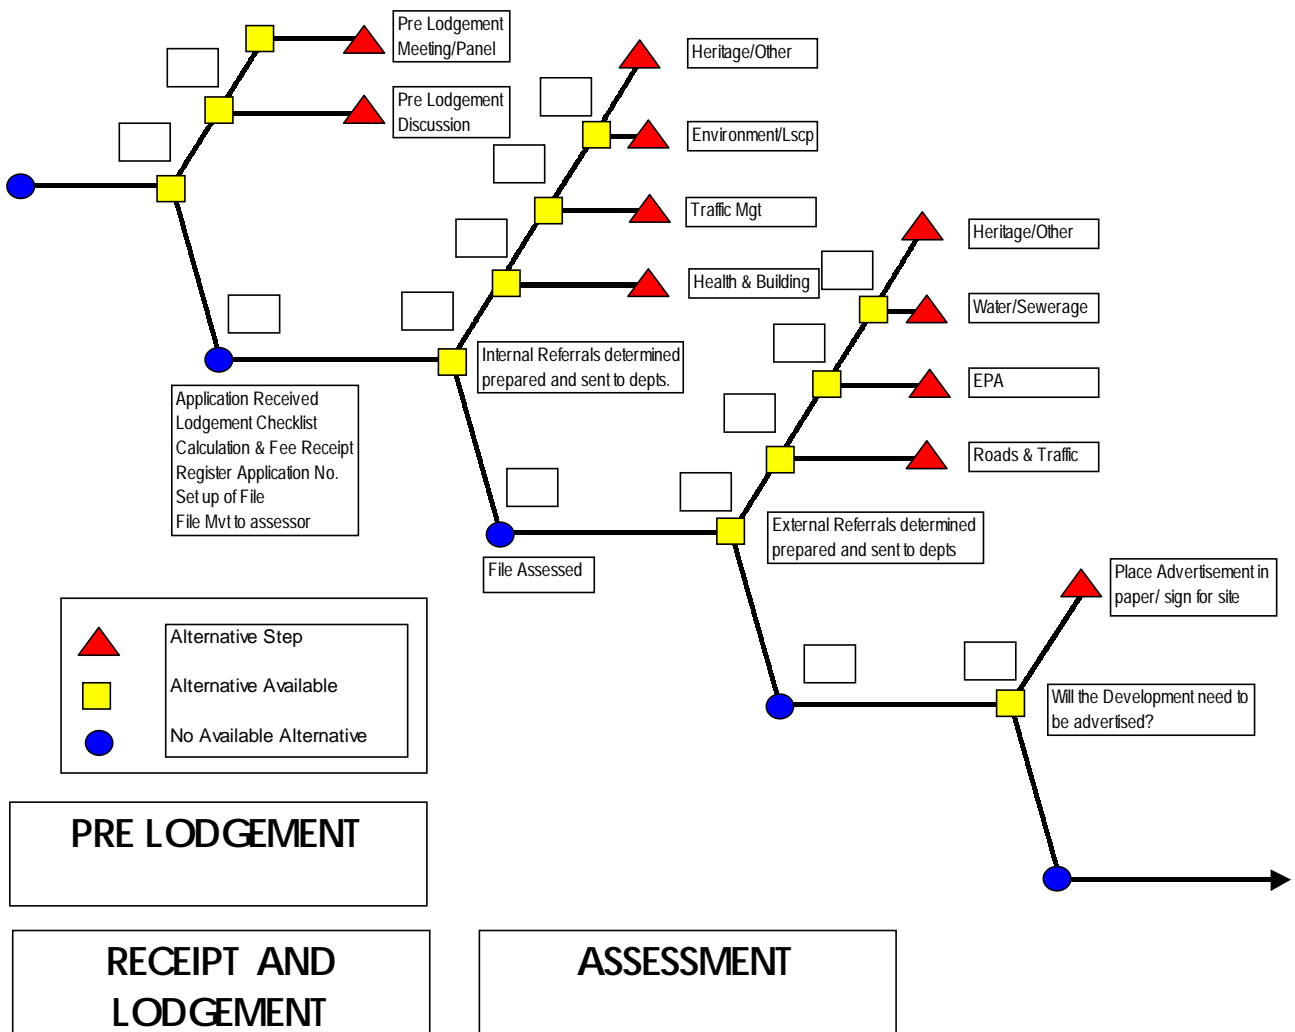 Pre Lodgement
Meeting/Panel
Pre Lodgement
Discussion
Heritage/Other
Environment/Lscp
Traffic Mgt
Health & Building
Heritage/Other
Water/Sewerage
EPA
Roads & Traffic
Internal Referrals determined
prepared and sent to depts.
Application Received
Lodgement Checklist
Calculation & Fee Receipt
Register Application No.
Set up of File
File Mvt to assessor
File Assessed
External Referrals determined
prepared and sent to depts
Place Advertisement in
paper/ sign for site
Will the Development need to
be advertised?
Alternative Step
Alternative Available
No Available Alternative
PRE LODGEMENT
RECEIPT AND
LODGEMENT
ASSESSMENT